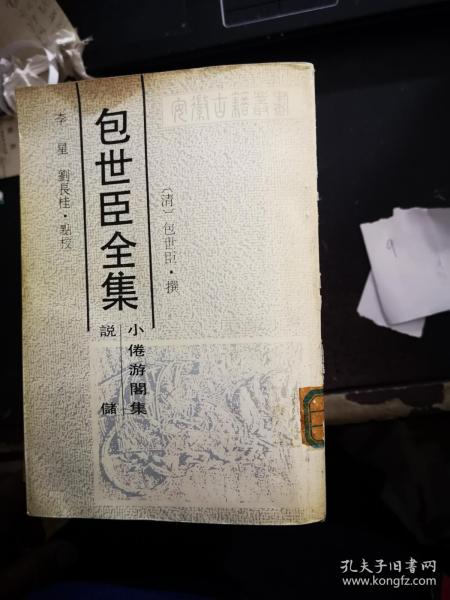 安徽古籍叢書
〔清〕包世臣·撰
包世臣全集
小倦游閣集
説儲
李星 劉長桂·點校
9
孔夫子旧书网
www.kongfz.com